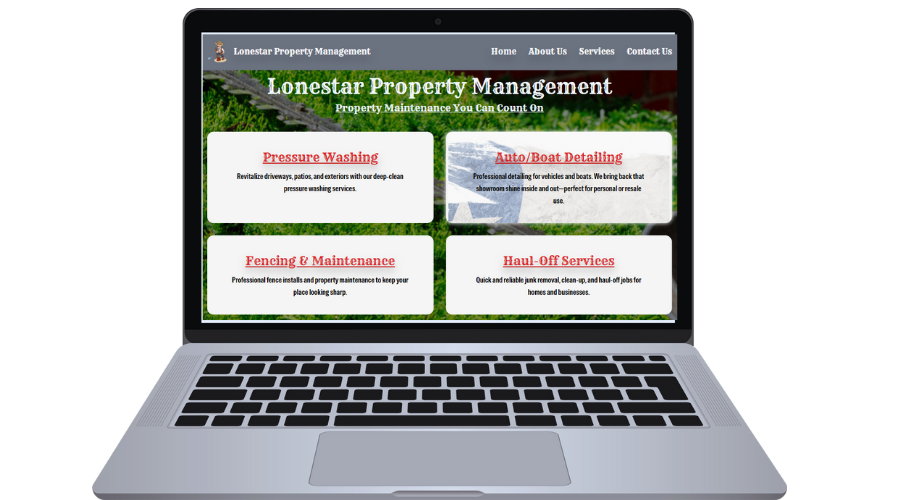 Lonestar Property Management
Home About Us Services Contact Us
Lonestar Property Management
Property Maintenance You Can Count On
Pressure Washing
Revitalize driveways, patios, and exteriors with our deep-clean
pressure washing services.
Auto/Boat Detailing
Professional detailing for vehicles and boats. We bring back that
showroom shine inside and out—perfect for personal or resale
use.
Fencing & Maintenance
Professional fence installs and property maintenance to keep your
place looking sharp.
Haul-Off Services
Quick and reliable junk removal, clean-up, and haul-off jobs for
homes and businesses.